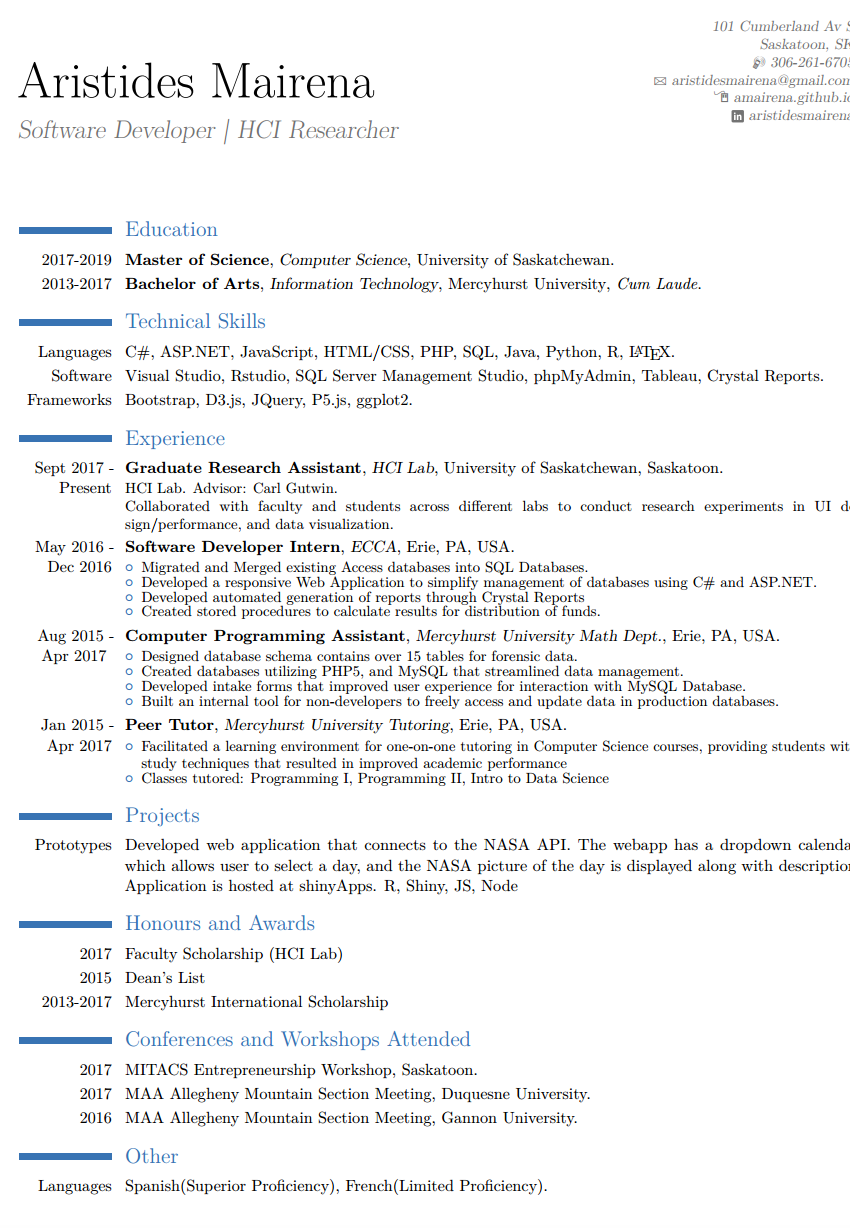 101 Cumberland Av S
Saskatoon, SK
306-261-6705
aristidesmairena@gmail.com
amairena.github.io
aristidesmairena
Aristides Mairena
Software Developer | HCI Researcher
Education
2017-2019 Master of Science, Computer Science, University of Saskatchewan.
2013-2017 Bachelor of Arts, Information Technology, Mercyhurst University, Cum Laude.
Technical Skills
Languages C#, ASP.NET, JavaScript, HTML/CSS, PHP, SQL, Java, Python, R, LATEX.
Software Visual Studio, Rstudio, SQL Server Management Studio, phpMyAdmin, Tableau, Crystal Reports.
Frameworks Bootstrap, D3.js, JQuery, P5.js, ggplot2.
Experience
Sept 2017 - Graduate Research Assistant, HCI Lab, University of Saskatchewan, Saskatoon.
Present HCI Lab. Advisor: Carl Gutwin.
Collaborated with faculty and students across different labs to conduct research experiments in UI de
sign/performance, and data visualization.
May 2016 - Software Developer Intern, ECCA, Erie, PA, USA.
Dec 2016 ○ Migrated and Merged existing Access databases into SQL Databases.
○ Developed a responsive Web Application to simplify management of databases using C# and ASP.NET.
○ Developed automated generation of reports through Crystal Reports
○ Created stored procedures to calculate results for distribution of funds.
Aug 2015 - Computer Programming Assistant, Mercyhurst University Math Dept., Erie, PA, USA.
Apr 2017 ○ Designed database schema contains over 15 tables for forensic data.
○ Created databases utilizing PHP5, and MySQL that streamlined data management.
○ Developed intake forms that improved user experience for interaction with MySQL Database.
○ Built an internal tool for non-developers to freely access and update data in production databases.
Jan 2015 - Peer Tutor, Mercyhurst University Tutoring, Erie, PA, USA.
Apr 2017 ○ Facilitated a learning environment for one-on-one tutoring in Computer Science courses, providing students wit
study techniques that resulted in improved academic performance
○ Classes tutored: Programming I, Programming II, Intro to Data Science
Projects
Prototypes Developed web application that connects to the NASA API. The webapp has a dropdown calenda
which allows user to select a day, and the NASA picture of the day is displayed along with description
Application is hosted at shinyApps. R, Shiny, JS, Node
Honours and Awards
2017 Faculty Scholarship (HCI Lab)
2015 Dean's List
2013-2017 Mercyhurst International Scholarship
Conferences and Workshops Attended
2017 MITACS Entrepreneurship Workshop, Saskatoon.
2017 MAA Allegheny Mountain Section Meeting, Duquesne University.
2016 MAA Allegheny Mountain Section Meeting, Gannon University.
Other
Languages Spanish(Superior Proficiency), French(Limited Proficiency).